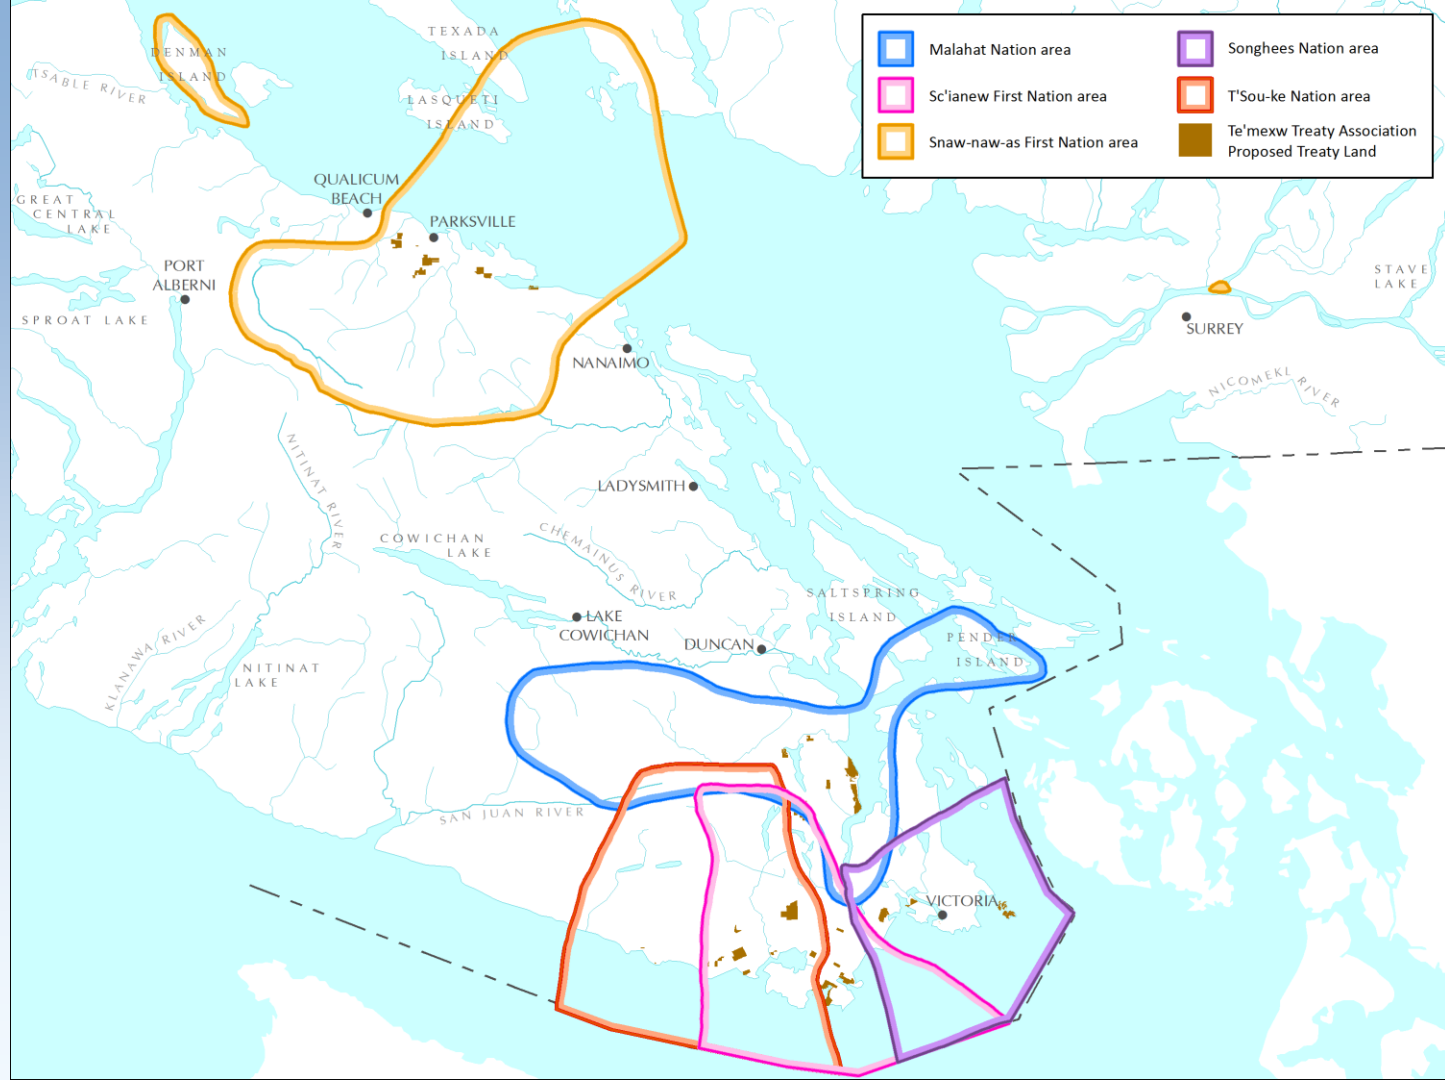 TEXADA
ISLAND
DENMAN
ISLAND
TSABLE RIVER
LASQUETI
ISLAND
Malahat Nation area
Sc'ianew First Nation area
Snaw-naw-as First Nation area
Songhees Nation area
T'Sou-ke Nation area
Te'mexw Treaty Association
Proposed Treaty Land
QUALICUM
BEACH
GREAT
CENTRAL
LAKE
PARKSVILLE
PORT
ALBERNI
SPROAT LAKE
STAVE
LAKE
SURREY
NANAIMO
NICOMEKL RIVER
NITINAT RIVER
LADYSMITH
COWICHAN
LAKE
CHEMAINUS RIVER
SALTSPRING
ISLAND
LAKE
COWICHAN
DUNCAN
PENDER
ISLAND
KLANAWA RIVER
NITINAT
LAKE
SAN JUAN RIVER
VICTORIA